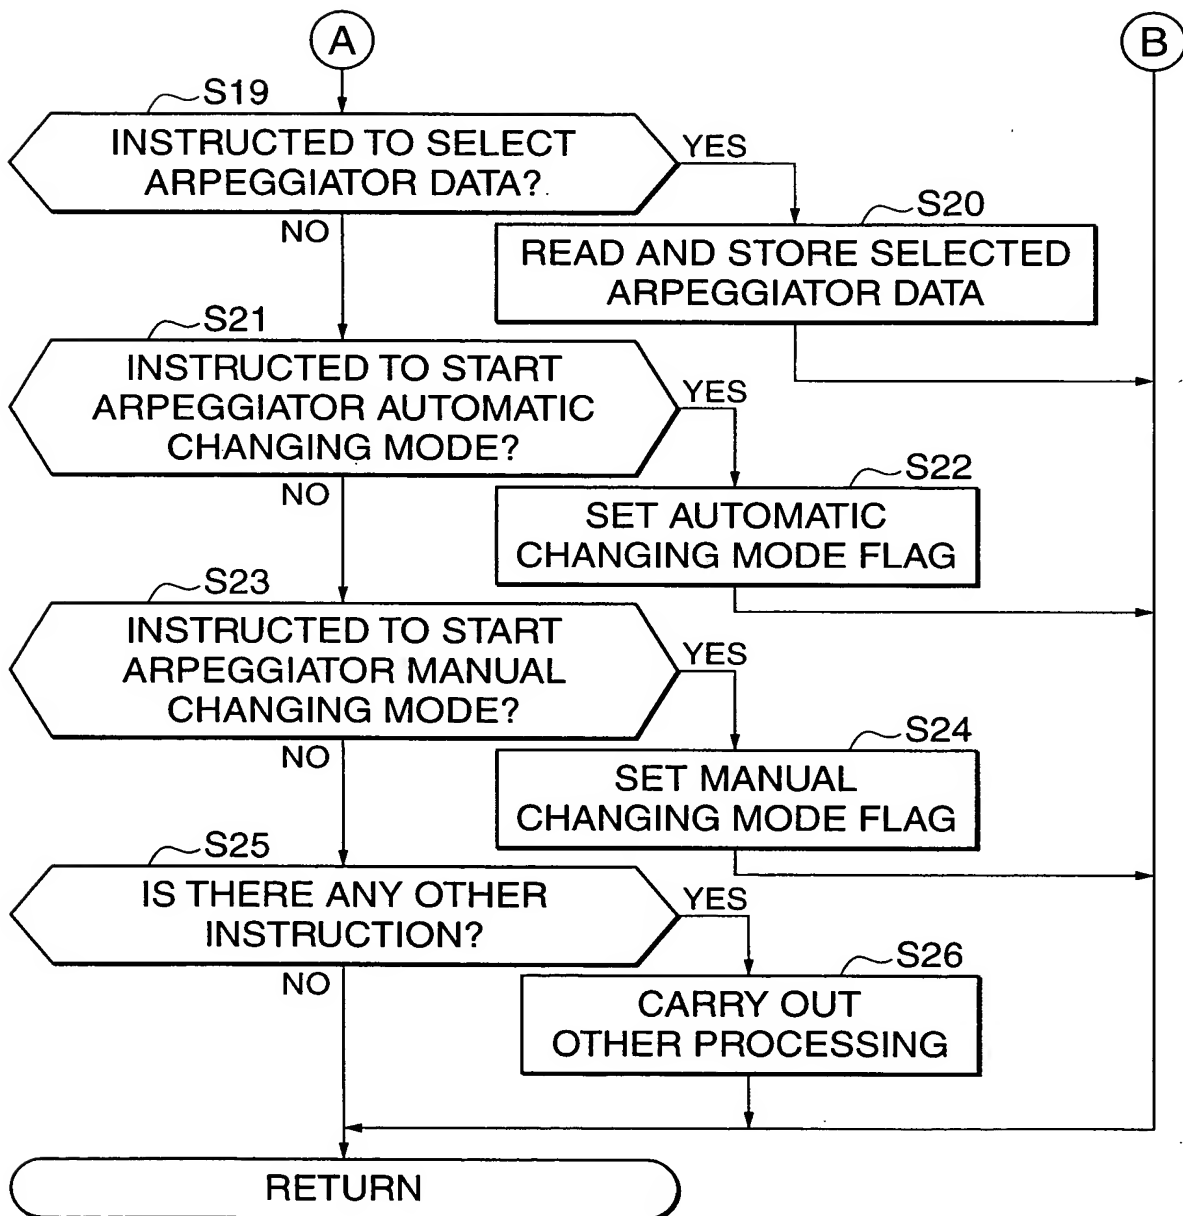 A
B
S19
INSTRUCTED TO SELECT
ARPEGGIATOR DATA?
YES
NO
S20
READ AND STORE SELECTED
ARPEGGIATOR DATA
S21
INSTRUCTED TO START
ARPEGGIATOR AUTOMATIC
CHANGING MODE?
YES
NO
S22
SET AUTOMATIC
CHANGING MODE FLAG
S23
INSTRUCTED TO START
ARPEGGIATOR MANUAL
CHANGING MODE?
YES
NO
S24
SET MANUAL
CHANGING MODE FLAG
S25
IS THERE ANY OTHER
INSTRUCTION?
YES
NO
S26
CARRY OUT
OTHER PROCESSING
RETURN